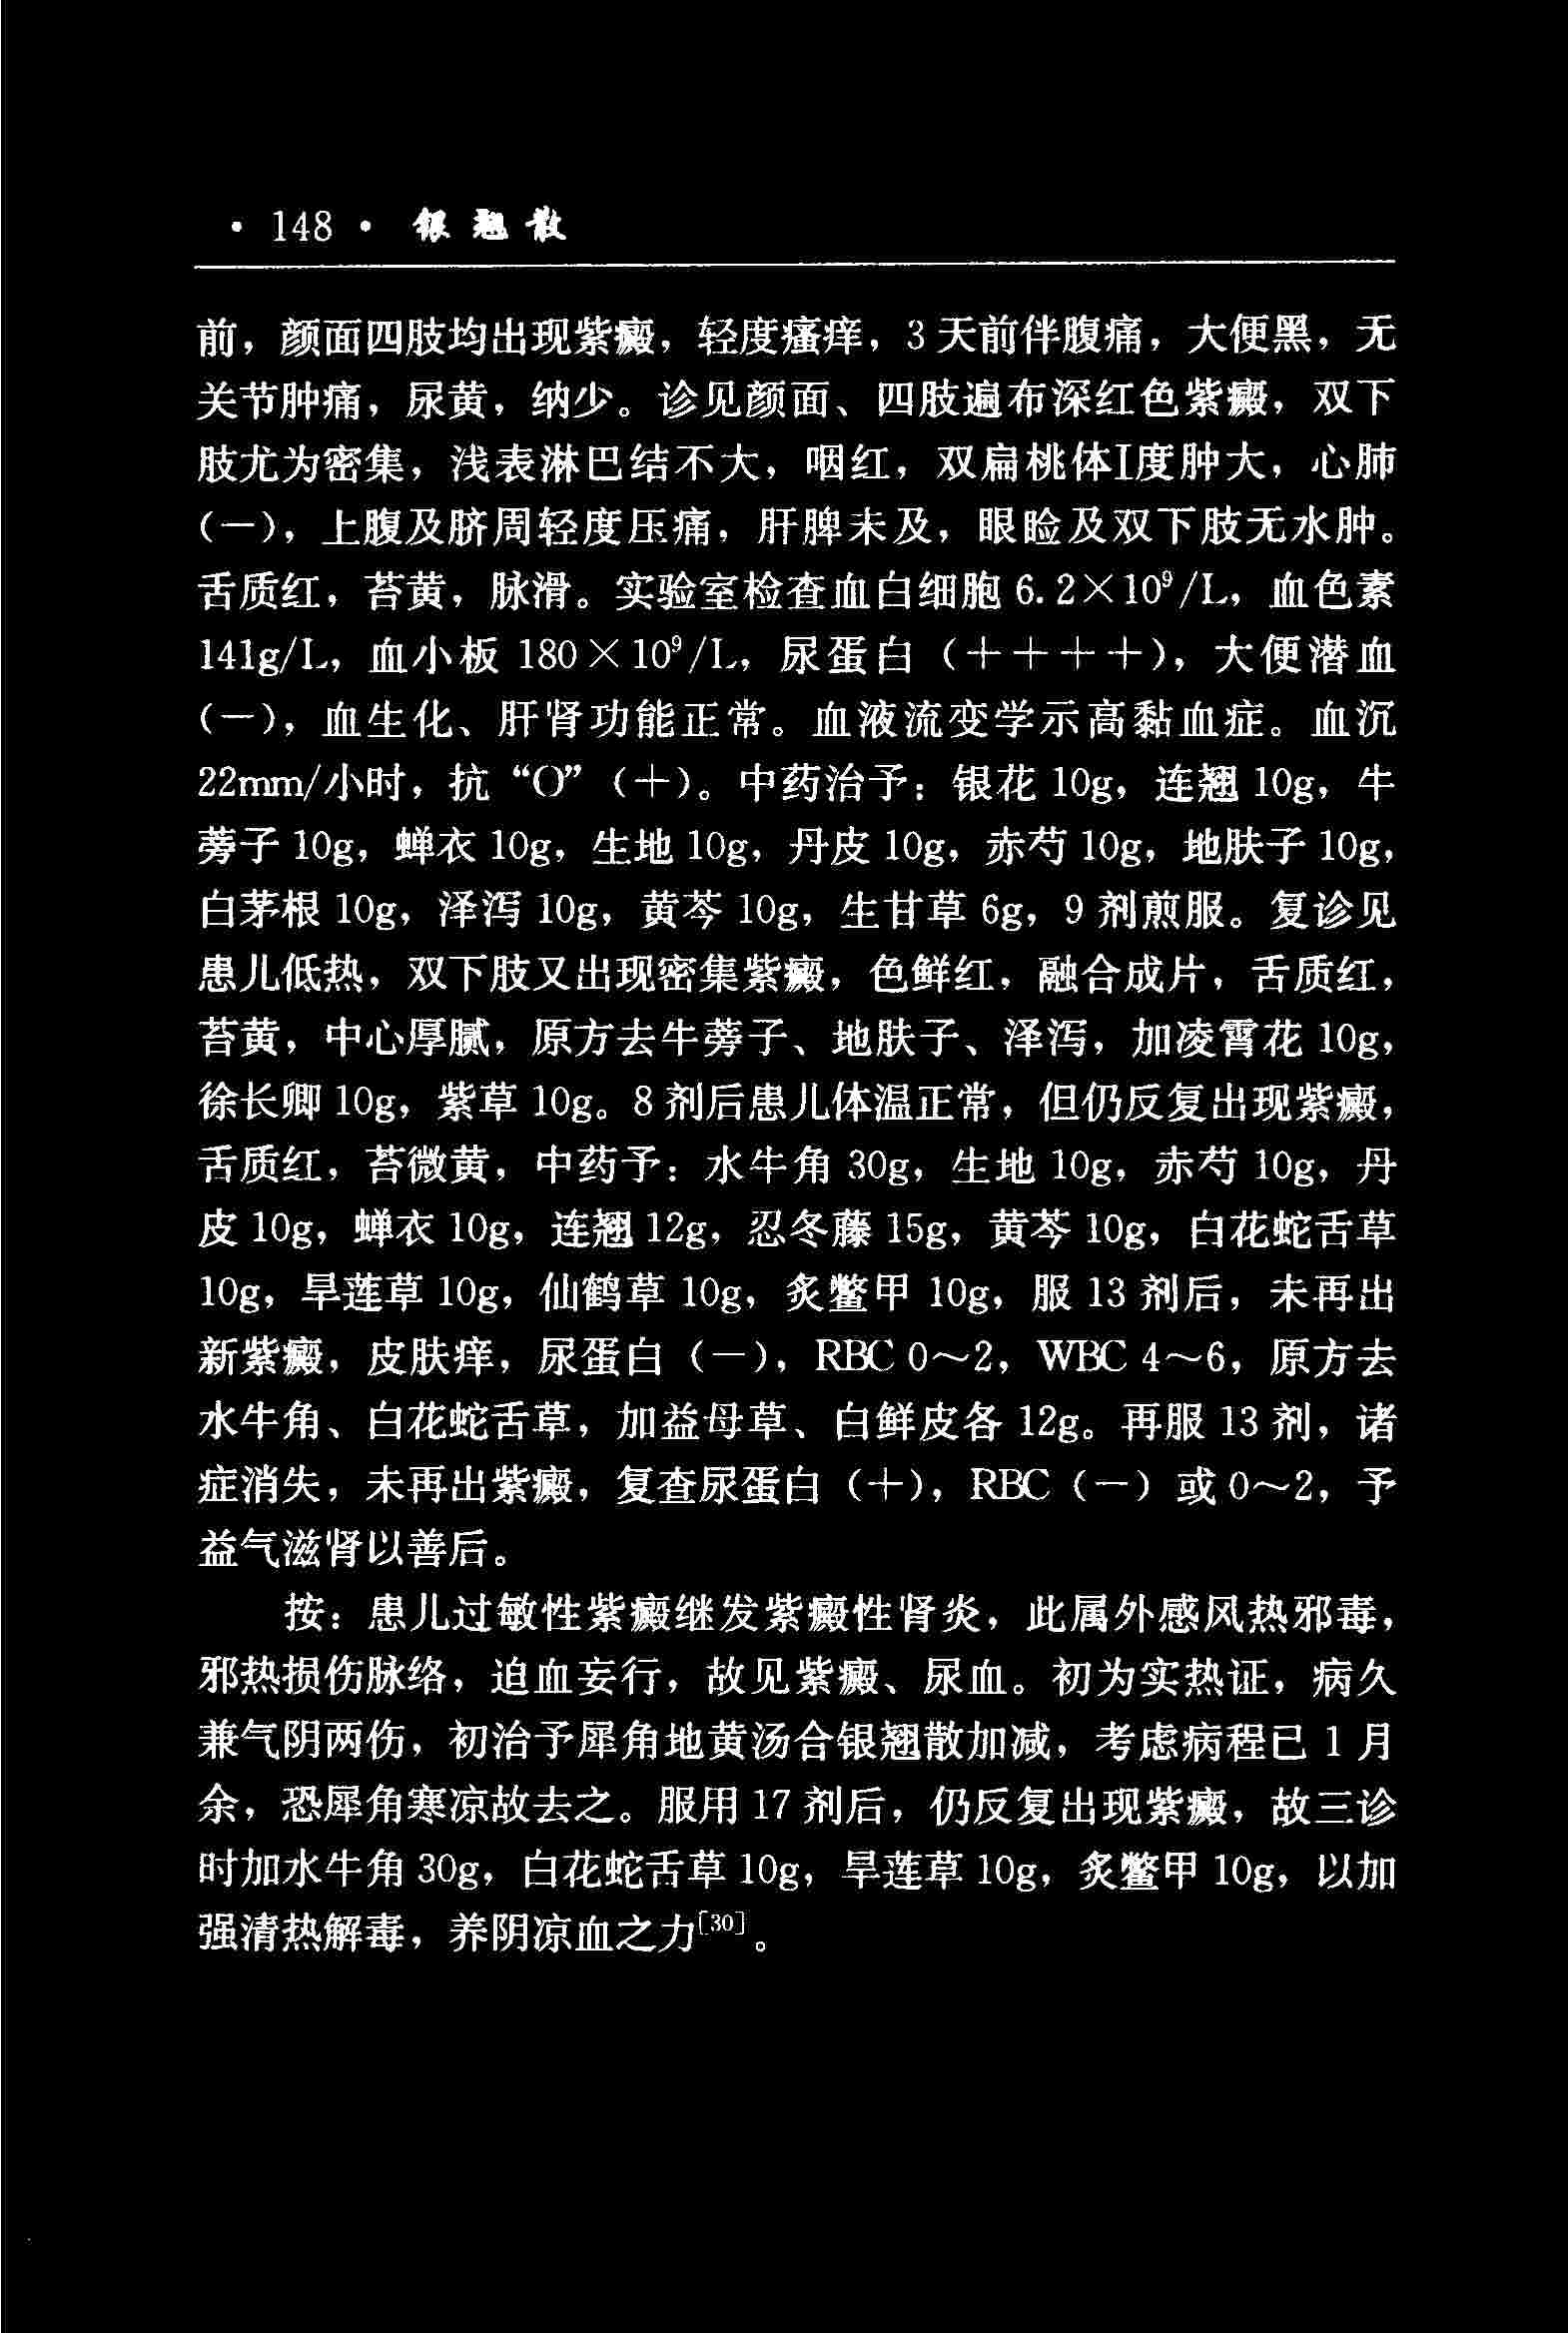 · 148 · 银翘散
前，颜面四肢均出现紫癜，轻度瘙痒，3天前伴腹痛，大便黑，无
关节肿痛，尿黄，纳少。诊见颜面、四肢遍布深红色紫癜，双下
肢尤为密集，浅表淋巴结不大，咽红，双扁桃体I度肿大，心肺
（－），上腹及脐周轻度压痛，肝脾未及，眼睑及双下肢无水肿。
舌质红，苔黄，脉滑。实验室检查血白细胞 6.2×10⁹/L，血色素
141g/L，血小板 180×10⁹/L，尿蛋白（＋＋＋＋），大便潜血
（－），血生化、肝肾功能正常。血液流变学示高黏血症。血沉
22mm/小时，抗“O”（＋）。中药治予：银花 10g，连翘 10g，牛
蒡子 10g，蝉衣 10g，生地 10g，丹皮 10g，赤芍 10g，地肤子 10g，
白茅根 10g，泽泻 10g，黄芩 10g，生甘草 6g，9 剂煎服。复诊见
患儿低热，双下肢又出现密集紫癜，色鲜红，融合成片，舌质红，
苔黄，中心厚腻，原方去牛蒡子、地肤子、泽泻，加凌霄花 10g，
徐长卿 10g，紫草 10g。8 剂后患儿体温正常，但仍反复出现紫癜，
舌质红，苔微黄，中药予：水牛角 30g，生地 10g，赤芍 10g，丹
皮 10g，蝉衣 10g，连翘 12g，忍冬藤 15g，黄芩 10g，白花蛇舌草
10g，旱莲草 10g，仙鹤草 10g，炙鳖甲 10g，服 13 剂后，未再出
新紫癜，皮肤痒，尿蛋白（－），RBC 0～2，WBC 4～6，原方去
水牛角、白花蛇舌草，加益母草、白鲜皮各 12g。再服 13 剂，诸
症消失，未再出紫癜，复查尿蛋白（＋），RBC（－）或 0～2，予
益气滋肾以善后。
按：患儿过敏性紫癜继发紫癜性肾炎，此属外感风热邪毒，
邪热损伤脉络，迫血妄行，故见紫癜、尿血。初为实热证，病久
兼气阴两伤，初治予犀角地黄汤合银翘散加减，考虑病程已 1 月
余，恐犀角寒凉故去之。服用 17 剂后，仍反复出现紫癜，故三诊
时加水牛角 30g，白花蛇舌草 10g，旱莲草 10g，炙鳖甲 10g，以加
强清热解毒，养阴凉血之力[30]。